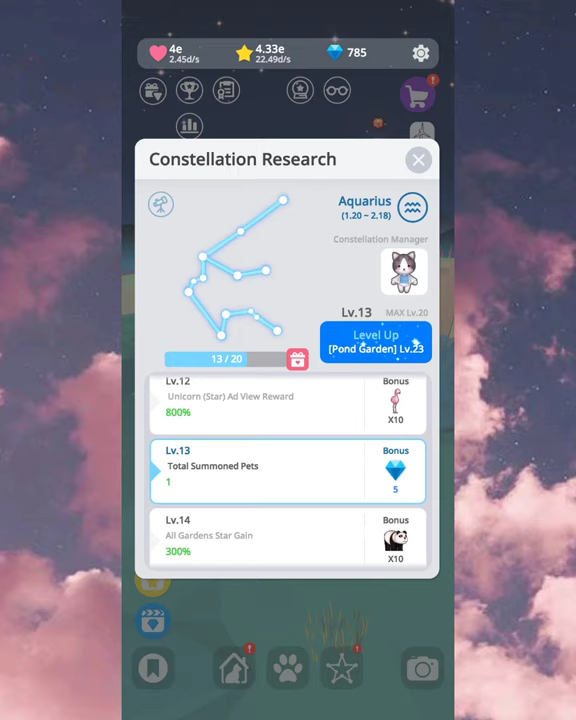 4e
2.45d/s
4.33e
22.49d/s
785
!
Constellation Research
Aquarius
(1.20 ~ 2.18)
Constellation Manager
Lv.13 MAX Lv.20
Level Up
[Pond Garden] Lv.23
13 / 20
Lv.12
Unicorn (Star) Ad View Reward
800%
Bonus
X10
Lv.13
Total Summoned Pets
1
Bonus
5
Lv.14
All Gardens Star Gain
300%
Bonus
X10
!
1